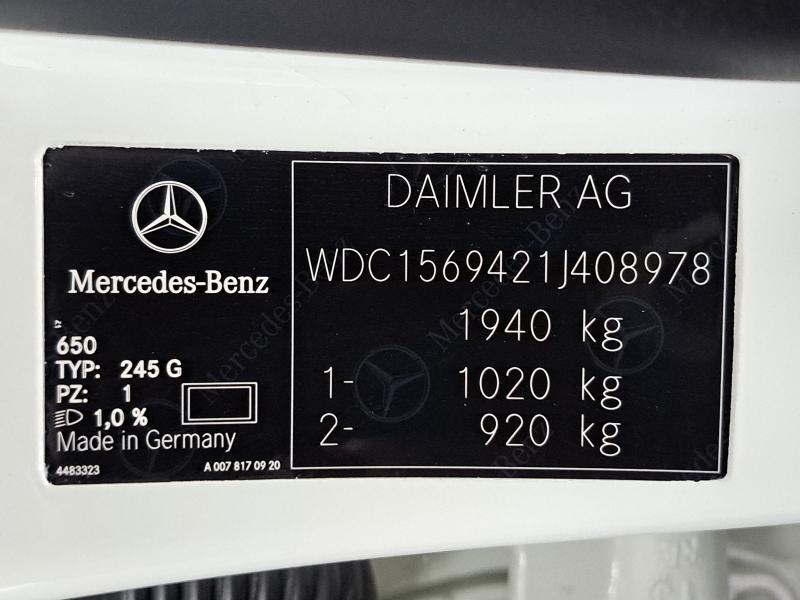 Mercedes-Benz
650
TYP: 245 G
PZ: 1
1,0 %
Made in Germany
4483323
A 007 817 09 20
DAIMLER AG
WDC1569421J408978
1940 kg
1- 1020 kg
2- 920 kg